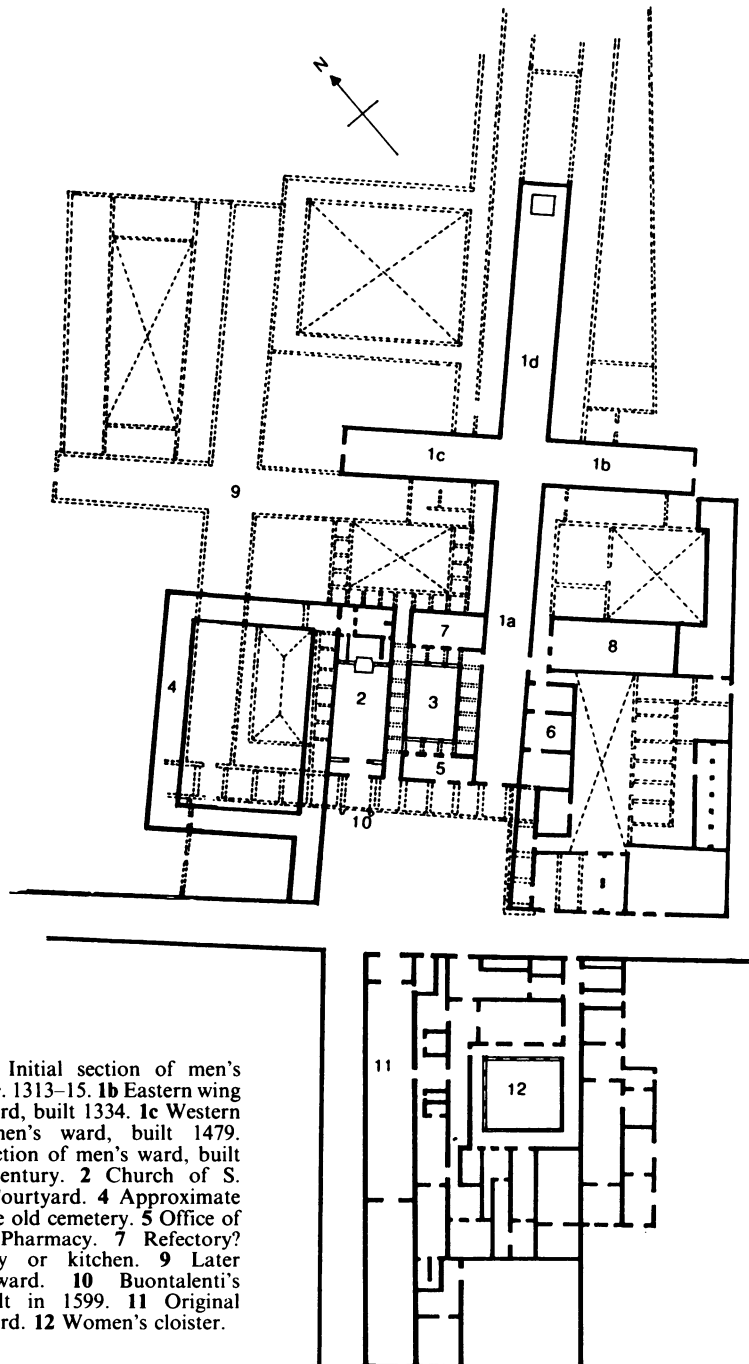 N
1d
1c
1b
9
1a
7
8
4
2
3
6
5
10
11
12
Initial section of men's
. 1313–15. 1b Eastern wing
rd, built 1334. 1c Western
men's ward, built 1479.
ction of men's ward, built
entury. 2 Church of S.
ourtyard. 4 Approximate
e old cemetery. 5 Office of
Pharmacy. 7 Refectory?
y or kitchen. 9 Later
ward. 10 Buontalenti's
lt in 1599. 11 Original
rd. 12 Women's cloister.